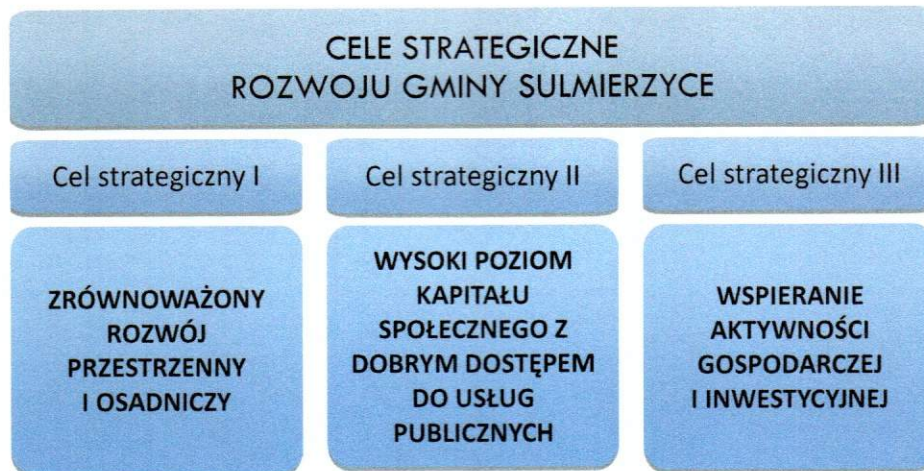 CELE STRATEGICZNE
ROZWOJU GMINY SULMIERZYCE
Cel strategiczny I
ZRÓWNOWAŻONY
ROZWÓJ
PRZESTRZENNY
I OSADNICZY
Cel strategiczny II
WYSOKI POZIOM
KAPITAŁU
SPOŁECZNEGO Z
DOBRYM DOSTĘPEM
DO USŁUG
PUBLICZNYCH
Cel strategiczny III
WSPIERANIE
AKTYWNOŚCI
GOSPODARCZEJ
I INWESTYCYJNEJ